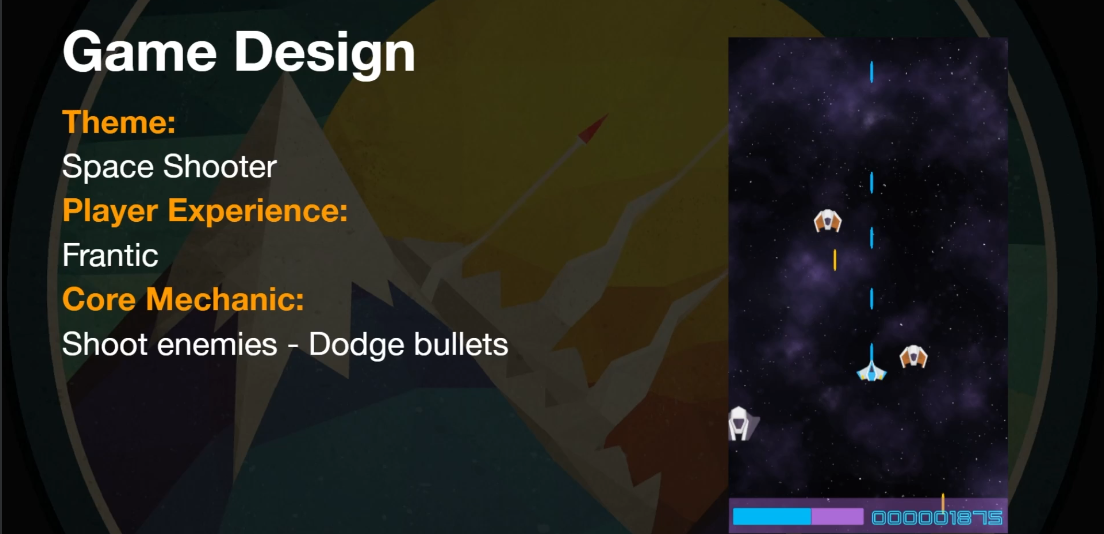 Game Design
Theme:
Space Shooter
Player Experience:
Frantic
Core Mechanic:
Shoot enemies - Dodge bullets
000001875